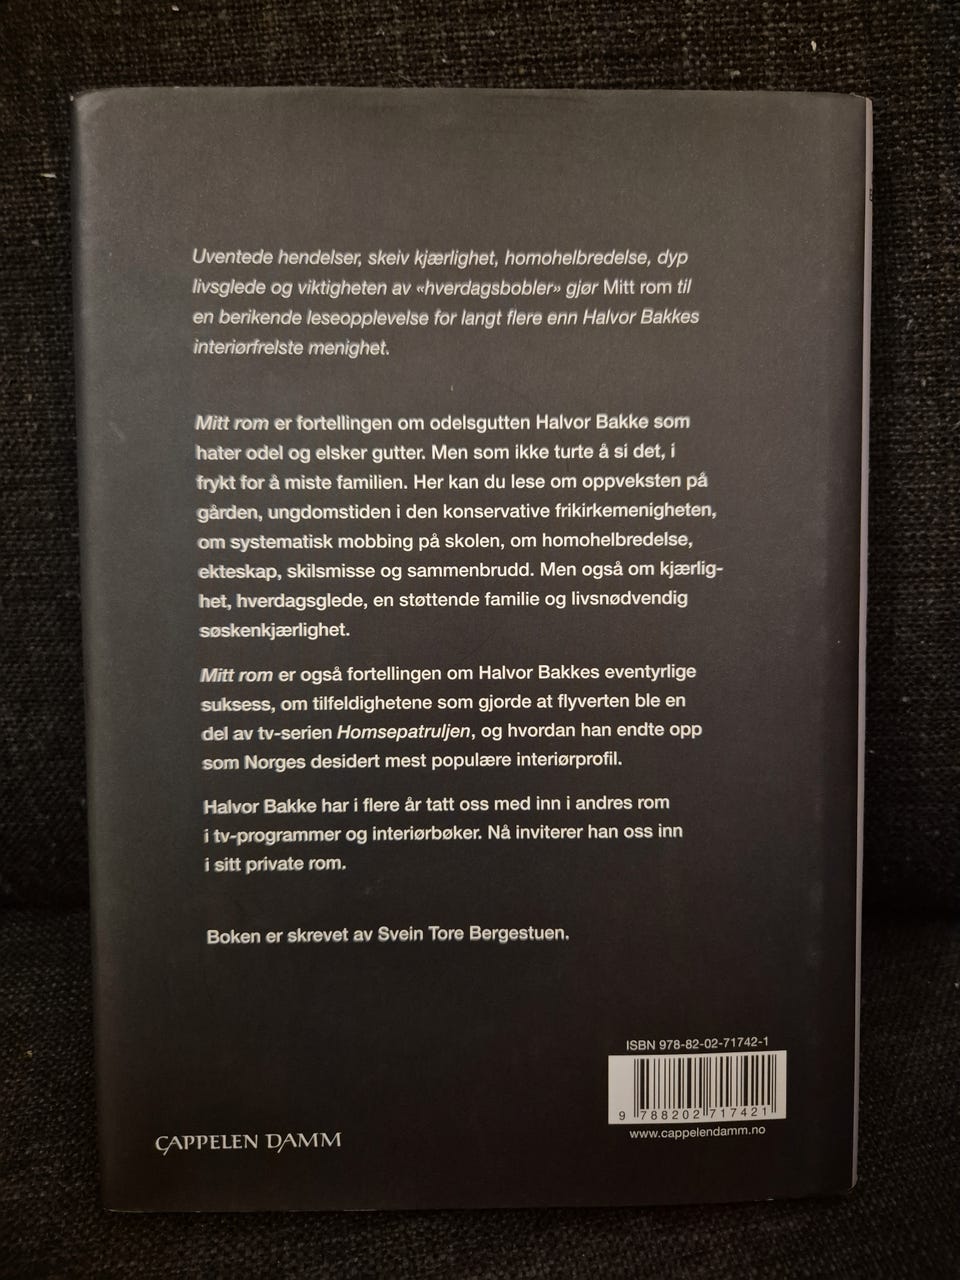 Uventede hendelser, skeiv kjærlighet, homohelbredelse, dyp
livsglede og viktigheten av «hverdagsbobler» gjør Mitt rom til
en berikende leseopplevelse for langt flere enn Halvor Bakkes
interiørfrelste menighet.
Mitt rom er fortellingen om odelsgutten Halvor Bakke som
hater odel og elsker gutter. Men som ikke turte å si det, i
frykt for å miste familien. Her kan du lese om oppveksten på
gården, ungdomstiden i den konservative frikirkemenigheten,
om systematisk mobbing på skolen, om homohelbredelse,
ekteskap, skilsmisse og sammenbrudd. Men også om kjærlig-
het, hverdagsglede, en støttende familie og livsnødvendig
søskenkjærlighet.
Mitt rom er også fortellingen om Halvor Bakkes eventyrlige
suksess, om tilfeldighetene som gjorde at flyverten ble en
del av tv-serien Homsepatruljen, og hvordan han endte opp
som Norges desidert mest populære interiørprofil.
Halvor Bakke har i flere år tatt oss med inn i andres rom
i tv-programmer og interiørbøker. Nå inviterer han oss inn
i sitt private rom.
Boken er skrevet av Svein Tore Bergestuen.
ISBN 978-82-02-71742-1
9 788202 717421
www.cappelendamm.no
CAPPELEN DAMM